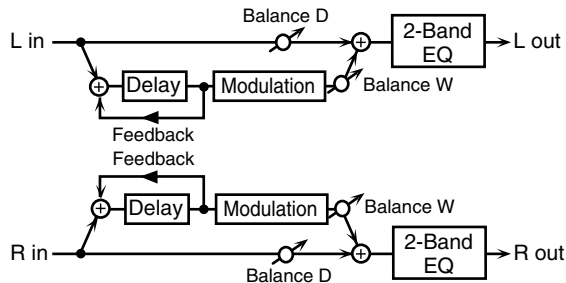 Balance D
L in
2-Band
EQ
L out
Delay
Modulation
Balance W
Feedback
Feedback
Delay
Modulation
Balance W
R in
2-Band
EQ
R out
Balance D